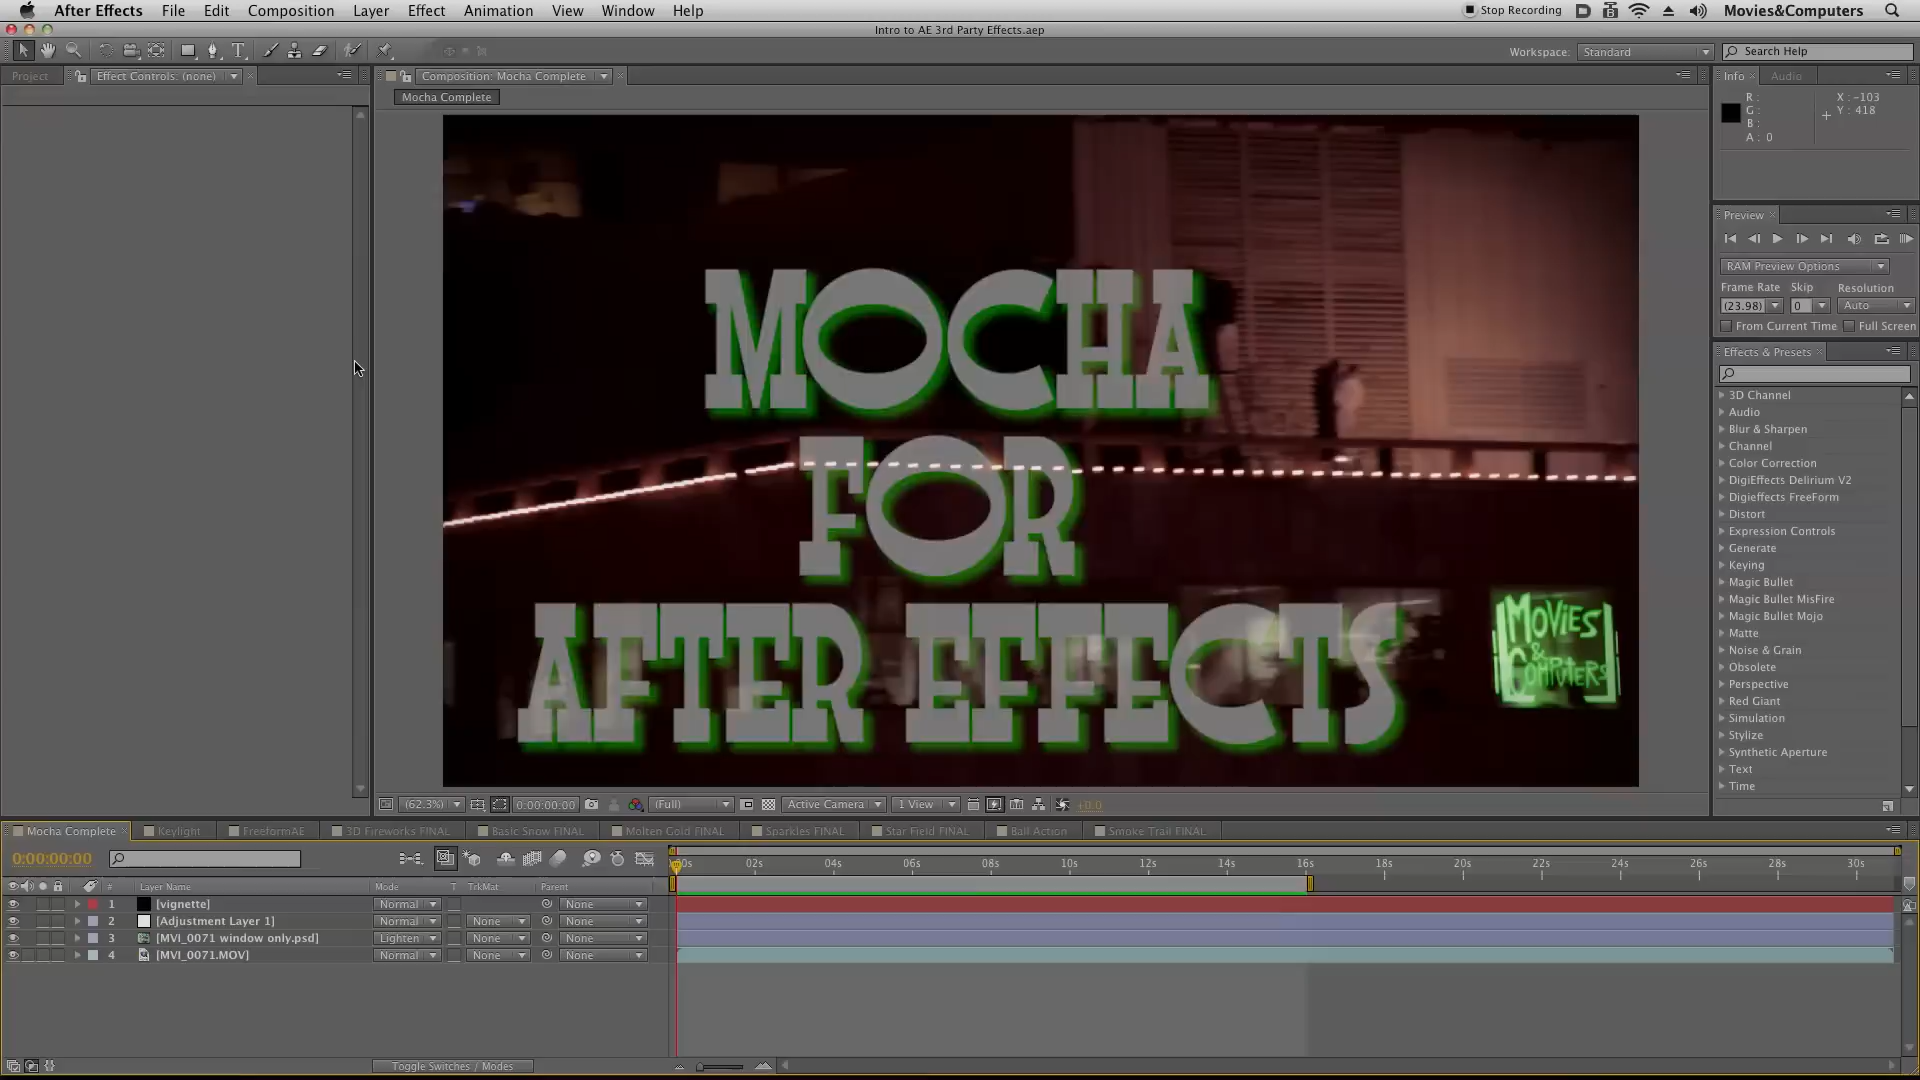 After Effects File Edit Composition Layer Effect Animation View Window Help Stop Recording Movies&Computers
Intro to AE 3rd Party Effects.aep
Workspace: Standard Search Help
Project Effect Controls: (none) Composition: Mocha Complete Info Audio
Mocha Complete
R :
G :
B :
A : 0
X : -103
Y : 418
Preview
RAM Preview Options
Frame Rate Skip Resolution
(23.98) 0 Auto
From Current Time Full Screen
Effects & Presets
3D Channel
Audio
Blur & Sharpen
Channel
Color Correction
DigiEffects Delirium V2
Digieffects FreeForm
Distort
Expression Controls
Generate
Keying
Magic Bullet
Magic Bullet MisFire
Magic Bullet Mojo
Matte
Noise & Grain
Obsolete
Perspective
Red Giant
Simulation
Stylize
Synthetic Aperture
Text
Time
MOCHA
FOR
AFTER EFFECTS
MOVIES
&
COMPUTERS
(62.3%) 0:00:00:00 (Full) Active Camera 1 View +0.0
Mocha Complete Keylight FreeformAE 3D Fireworks FINAL Basic Snow FINAL Molten Gold FINAL Sparkles FINAL Star Field FINAL Ball Action Smoke Trail FINAL
0:00:00:00
00s 02s 04s 06s 08s 10s 12s 14s 16s 18s 20s 22s 24s 26s 28s 30s
# Layer Name Mode T TrkMat Parent
1 [vignette] Normal None
2 [Adjustment Layer 1] Normal None None
3 [MVI_0071 window only.psd] Lighten None None
4 [MVI_0071.MOV] Normal None None
Toggle Switches / Modes